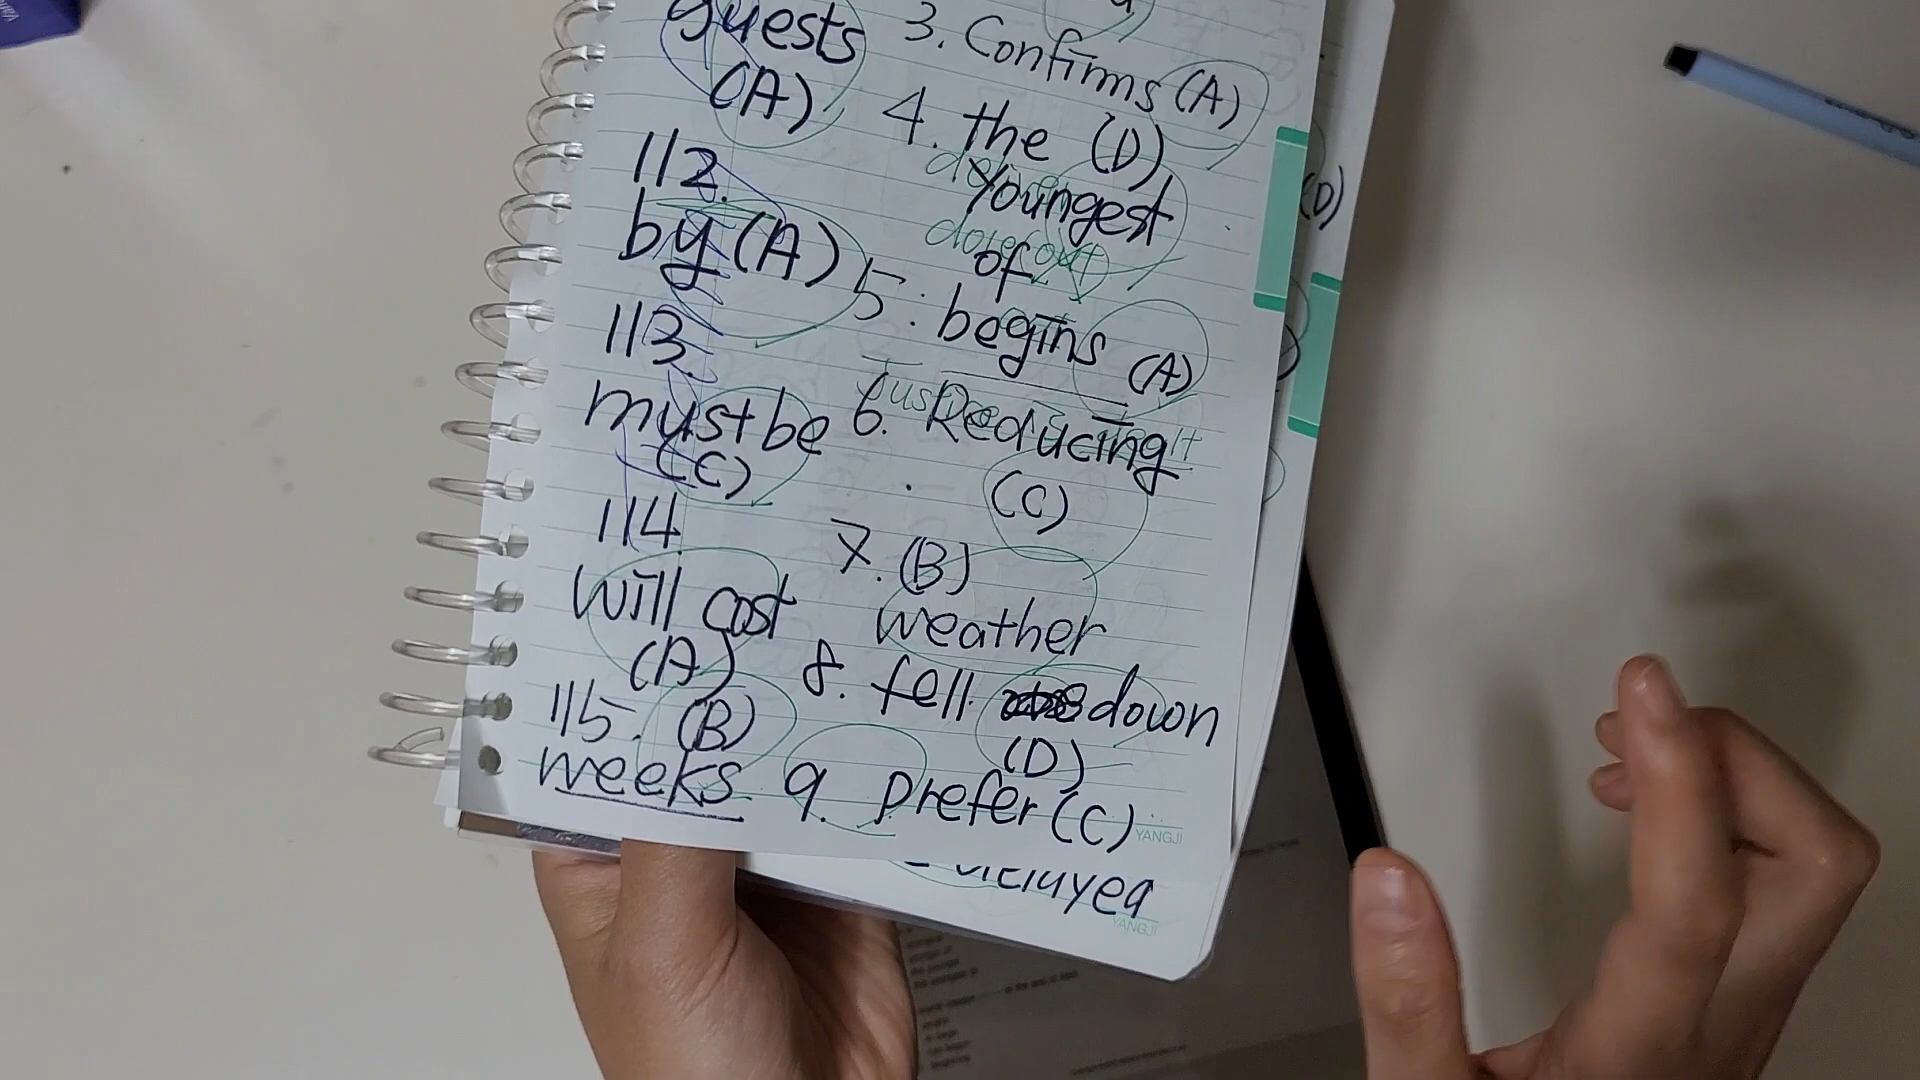 guests
(A)
112.
by (A)
113.
must be
(C)
114
will cost
(A)
115. (B)
weeks
3. Confirms (A)
4. the (D)
Youngest
of
5. begins (A)
6. Reducing
(C)
7. (B)
weather
8. fell down
(D)
9. prefer (C)
YANGJI
(D)
YANGJI